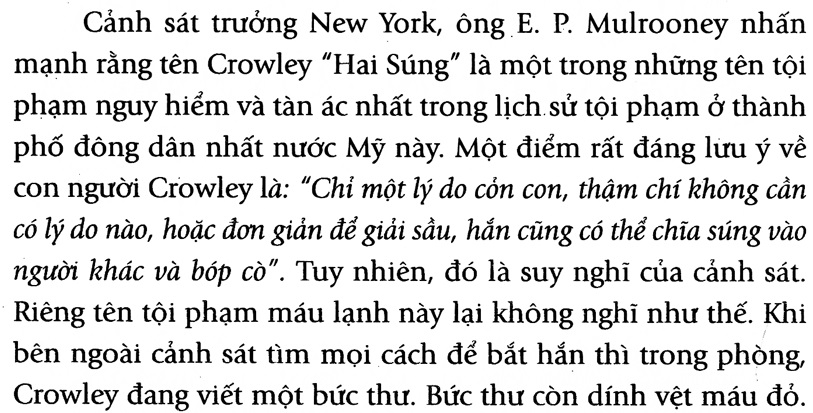 Cảnh sát trưởng New York, ông E. P. Mulrooney nhấn
mạnh rằng tên Crowley “Hai Súng” là một trong những tên tội
phạm nguy hiểm và tàn ác nhất trong lịch sử tội phạm ở thành
phố đông dân nhất nước Mỹ này. Một điểm rất đáng lưu ý về
con người Crowley là: “Chỉ một lý do cỏn con, thậm chí không cần
có lý do nào, hoặc đơn giản để giải sầu, hắn cũng có thể chĩa súng vào
người khác và bóp cò”. Tuy nhiên, đó là suy nghĩ của cảnh sát.
Riêng tên tội phạm máu lạnh này lại không nghĩ như thế. Khi
bên ngoài cảnh sát tìm mọi cách để bắt hắn thì trong phòng,
Crowley đang viết một bức thư. Bức thư còn dính vệt máu đỏ.